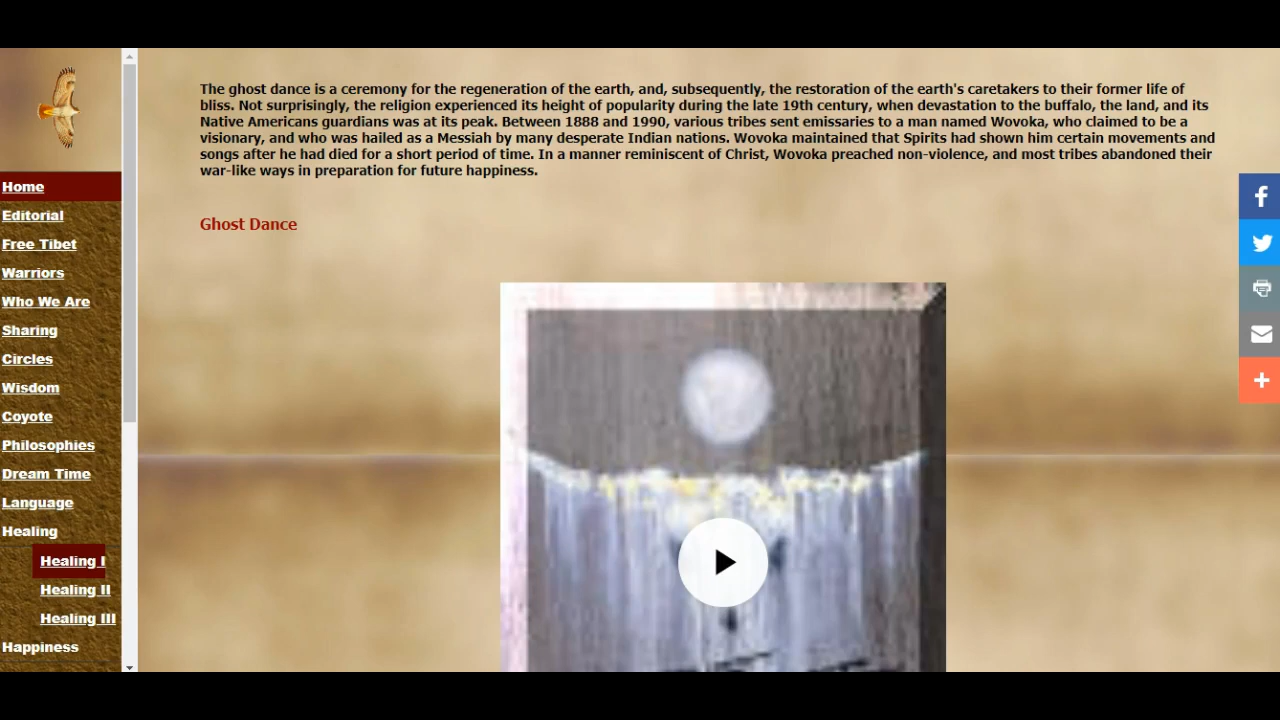 The ghost dance is a ceremony for the regeneration of the earth, and, subsequently, the restoration of the earth's caretakers to their former life of
bliss. Not surprisingly, the religion experienced its height of popularity during the late 19th century, when devastation to the buffalo, the land, and its
Native Americans guardians was at its peak. Between 1888 and 1990, various tribes sent emissaries to a man named Wovoka, who claimed to be a
visionary, and who was hailed as a Messiah by many desperate Indian nations. Wovoka maintained that Spirits had shown him certain movements and
songs after he had died for a short period of time. In a manner reminiscent of Christ, Wovoka preached non-violence, and most tribes abandoned their
war-like ways in preparation for future happiness.
Ghost Dance
Home
Editorial
Free Tibet
Warriors
Who We Are
Sharing
Circles
Wisdom
Coyote
Philosophies
Dream Time
Language
Healing
Healing I
Healing II
Healing III
Happiness